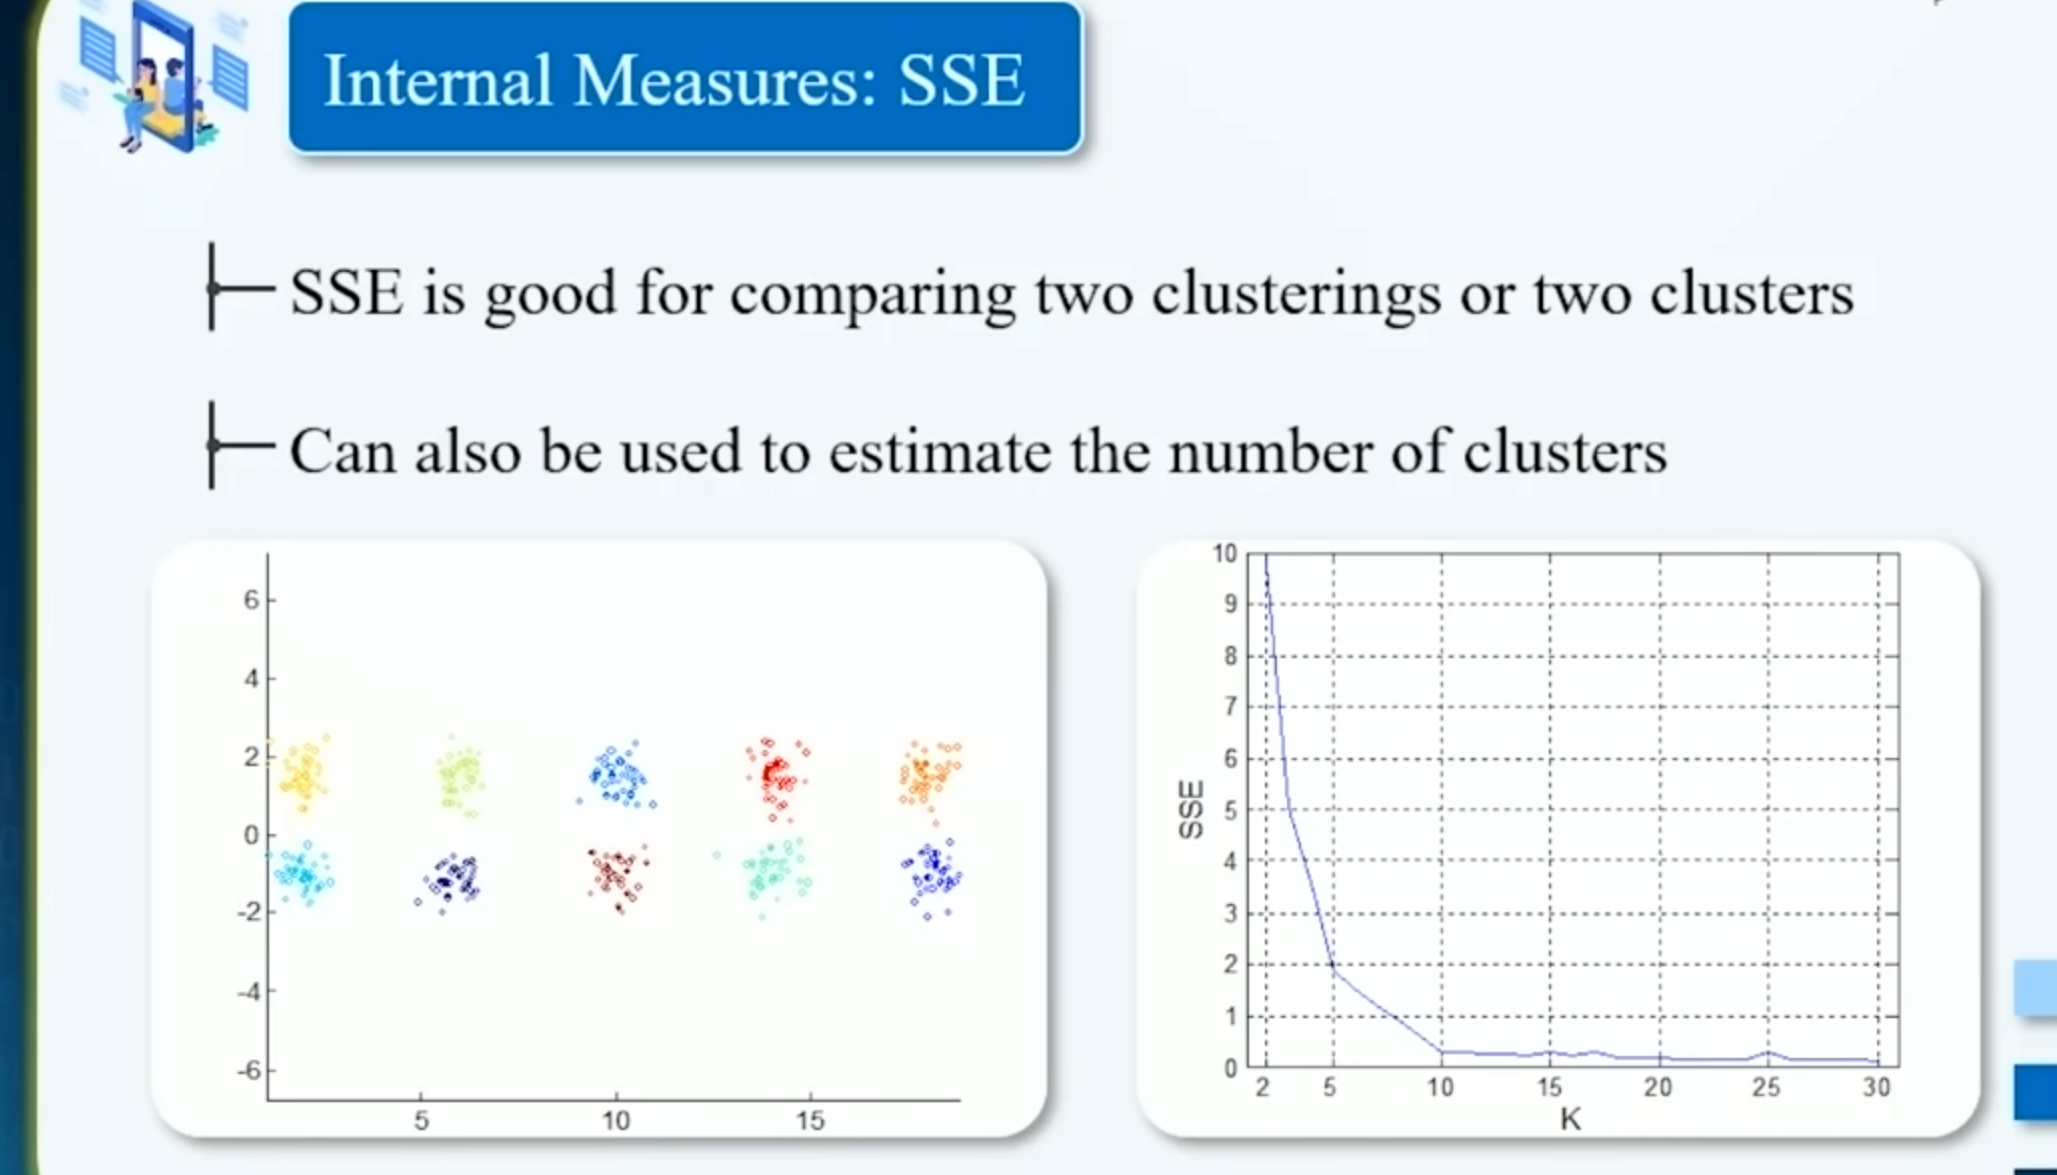 Internal Measures: SSE
SSE is good for comparing two clusterings or two clusters
Can also be used to estimate the number of clusters
6
4
2
0
-2
-4
-6
5 10 15
10
9
8
7
6
5
4
3
2
1
0
SSE
2 5 10 15 20 25 30
K